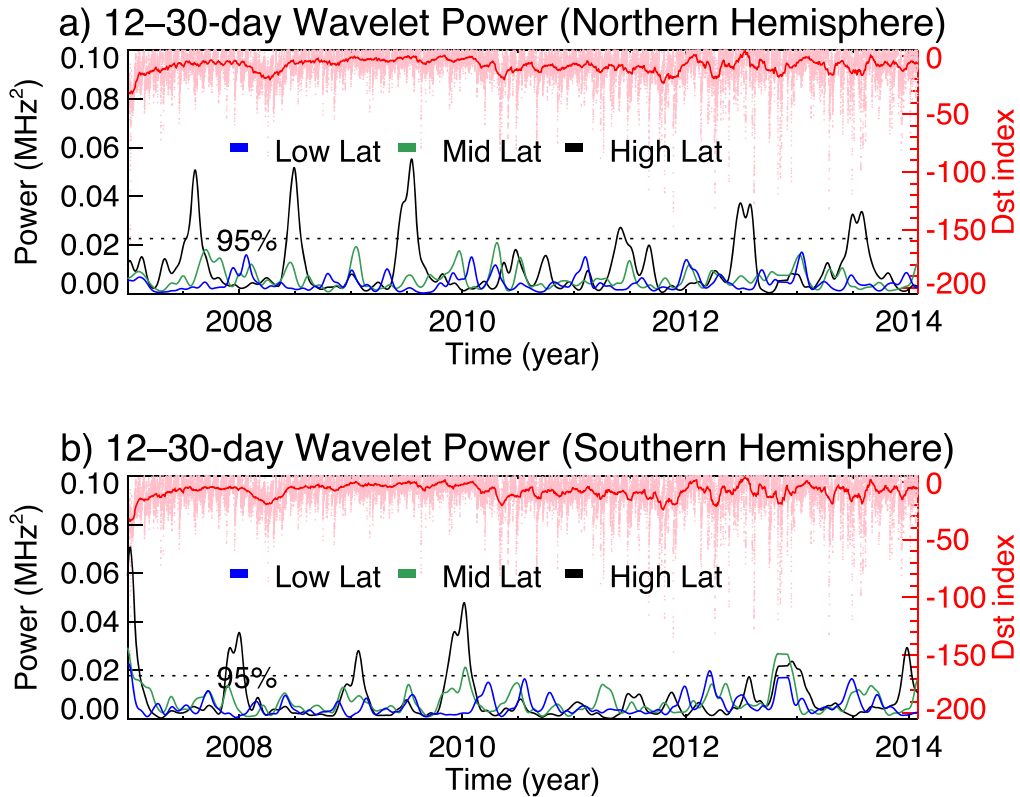 a) 12–30-day Wavelet Power (Northern Hemisphere)
0.10
0.08
0.06
0.04
0.02
0.00
Power (MHz²)
Low Lat Mid Lat High Lat
95%
0
-50
-100
-150
-200
Dst index
2008 2010 2012 2014
Time (year)
b) 12–30-day Wavelet Power (Southern Hemisphere)
0.10
0.08
0.06
0.04
0.02
0.00
Power (MHz²)
Low Lat Mid Lat High Lat
95%
0
-50
-100
-150
-200
Dst index
2008 2010 2012 2014
Time (year)